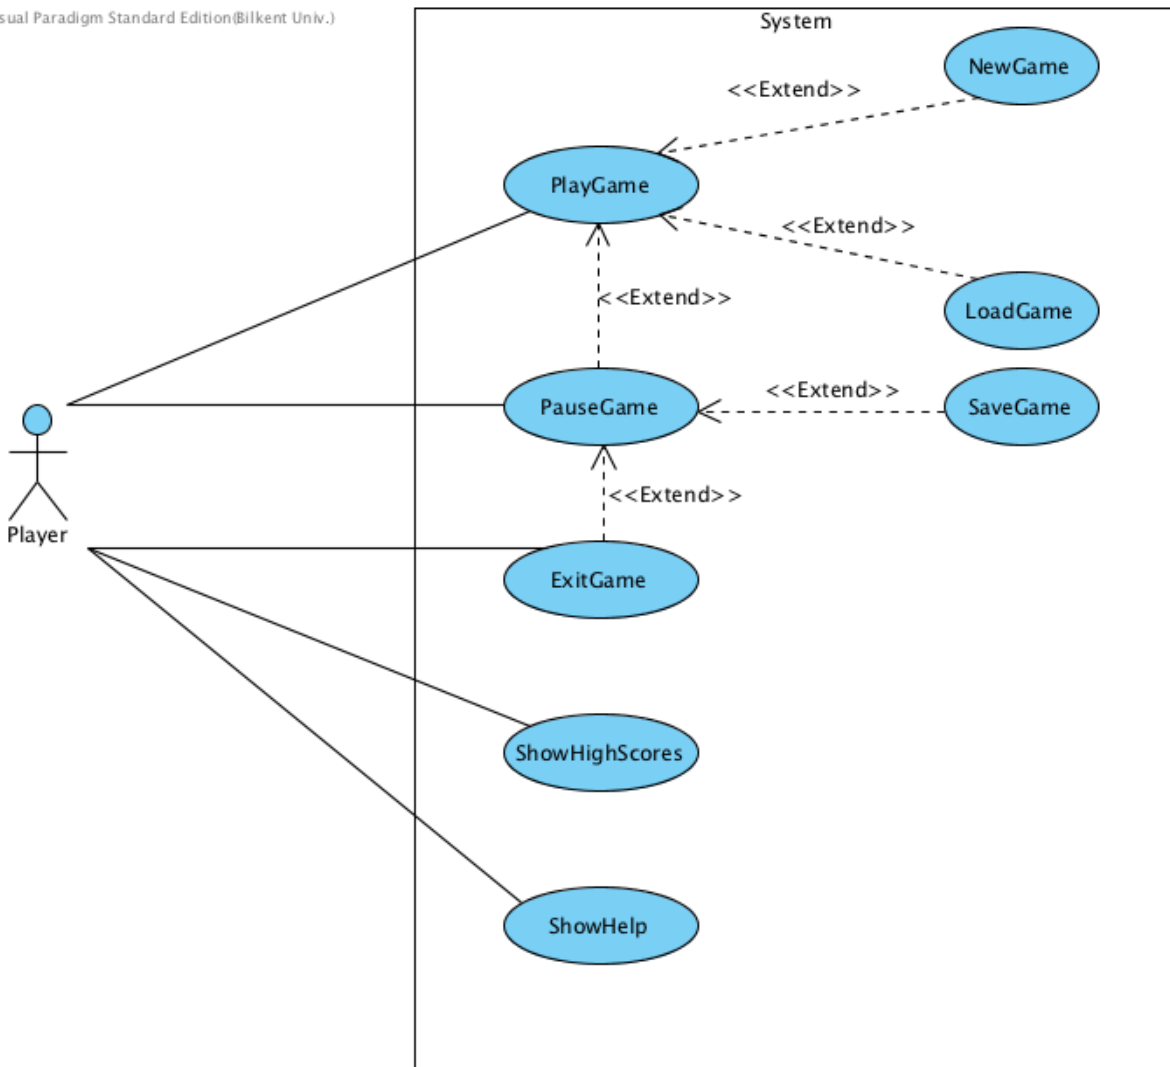 sual Paradigm Standard Edition(Bilkent Univ.)
System
NewGame
<<Extend>>
PlayGame
<<Extend>>
<<Extend>>
LoadGame
<<Extend>>
PauseGame
SaveGame
<<Extend>>
Player
ExitGame
ShowHighScores
ShowHelp